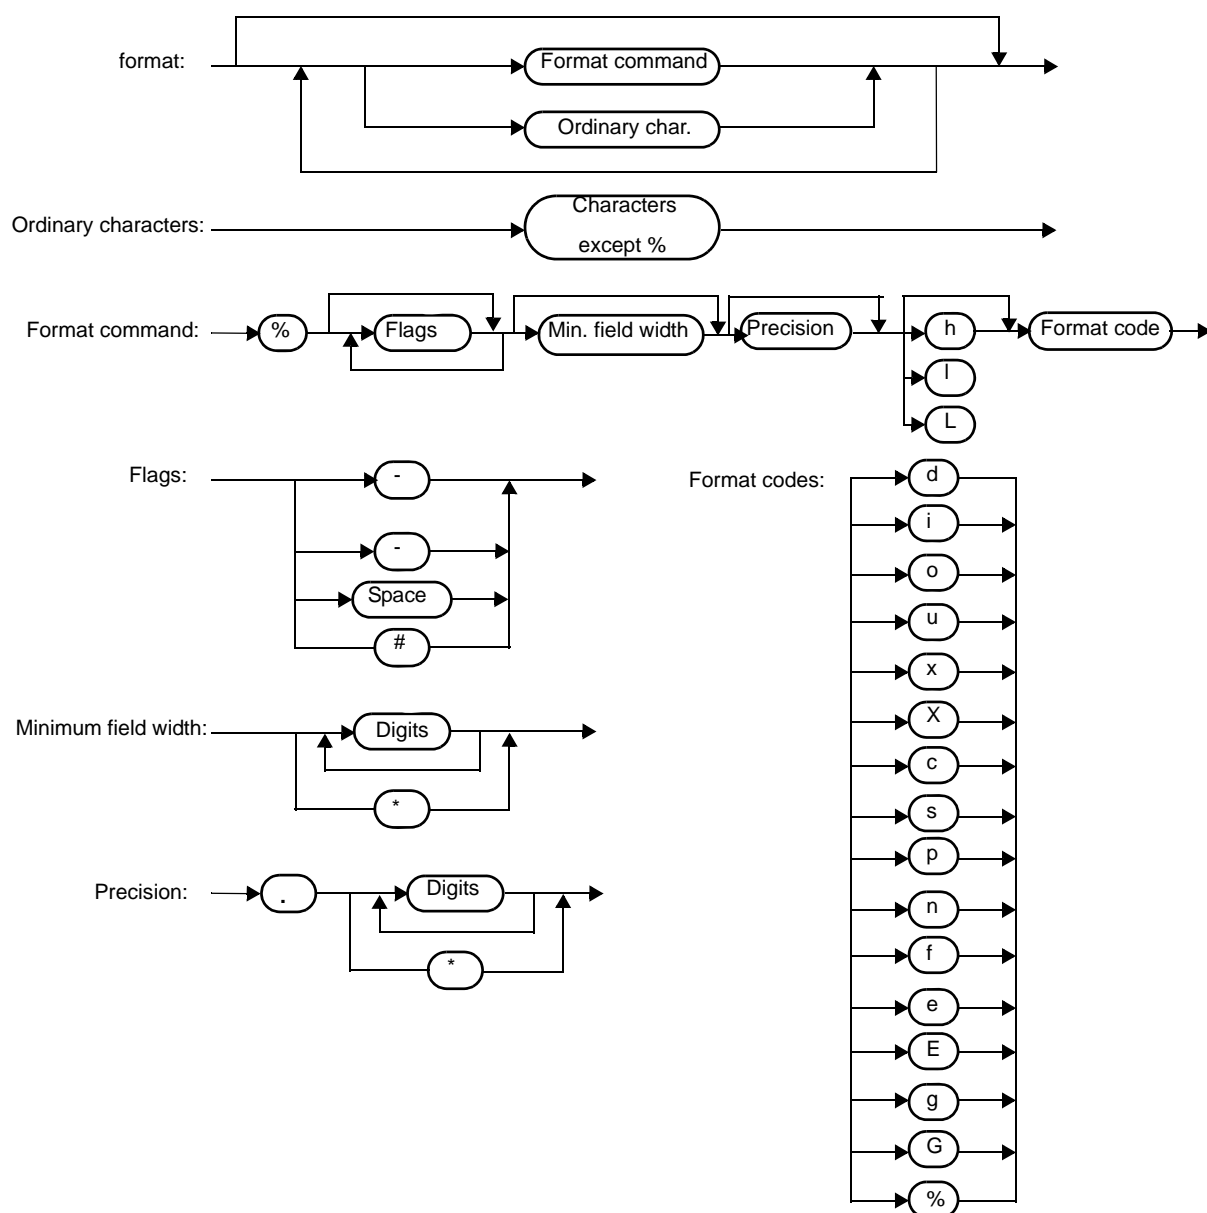 format:
Format command
Ordinary char.
Ordinary characters:
Characters
except %
Format command:
%
Flags
Min. field width
Precision
h
Format code
l
L
Flags:
-
-
Space
#
Minimum field width:
Digits
*
Precision:
.
Digits
*
Format codes:
d
i
o
u
x
X
c
s
p
n
f
e
E
g
G
%